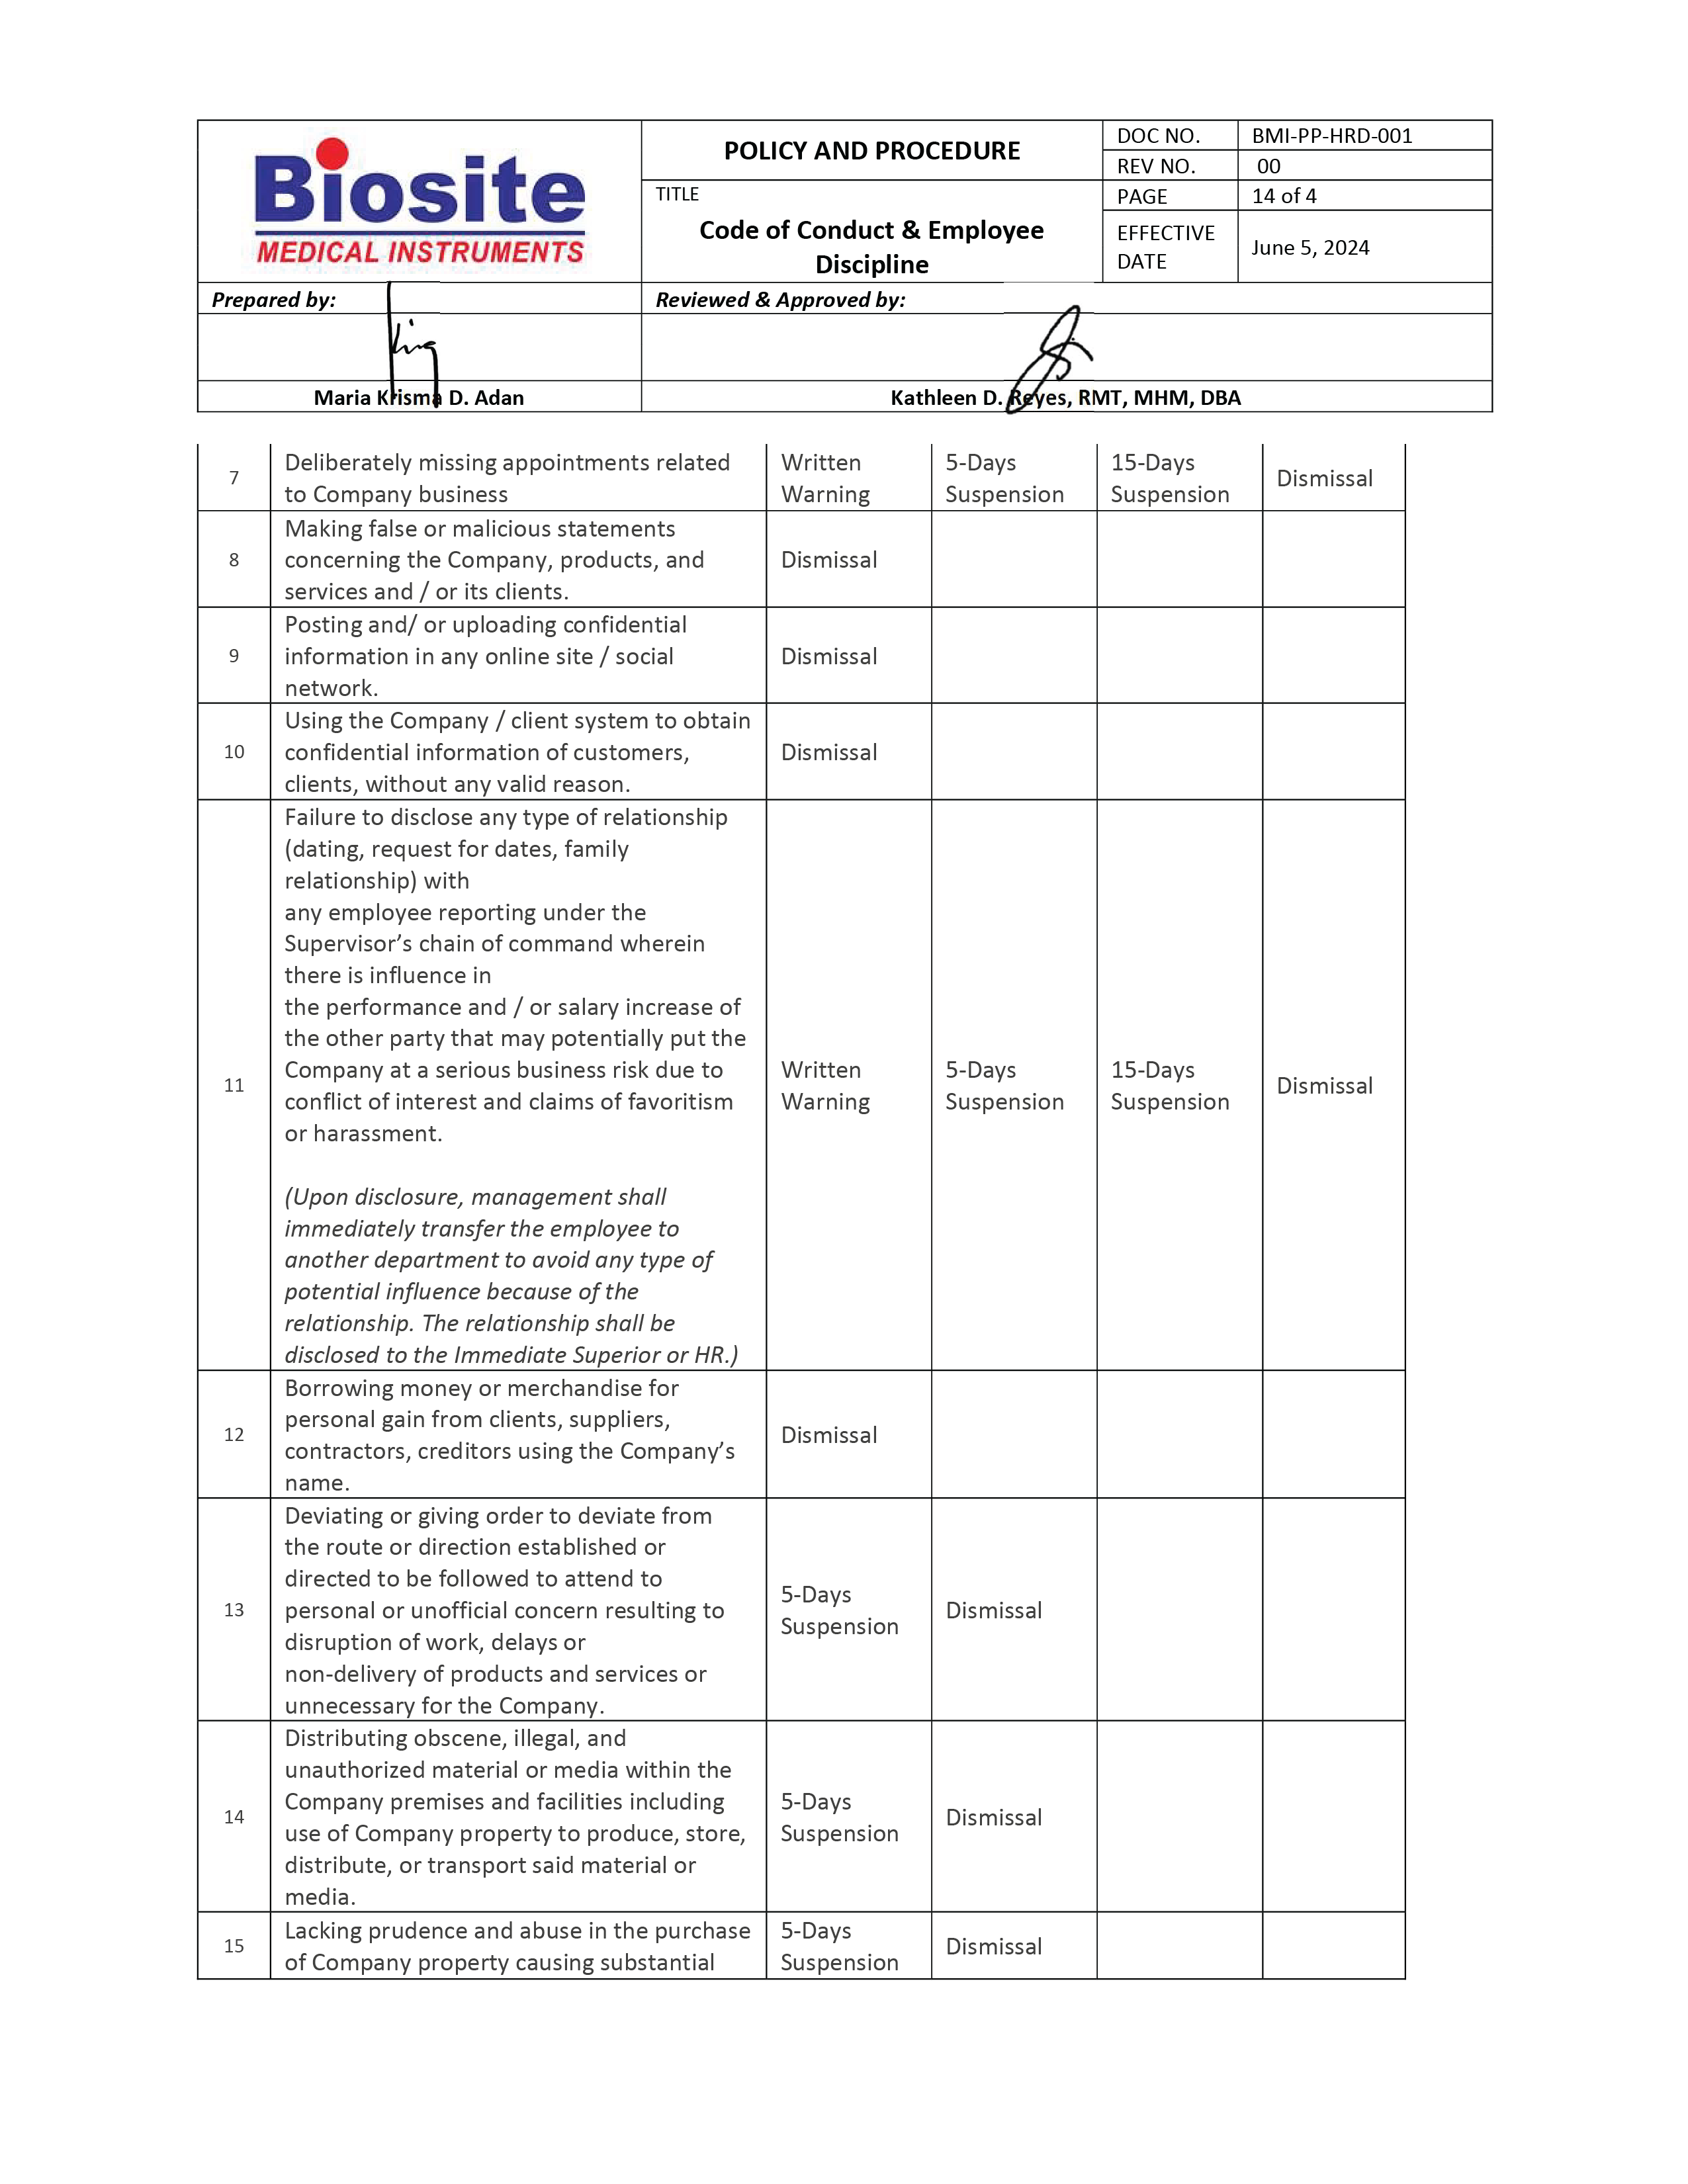 Biosite
MEDICAL INSTRUMENTS
POLICY AND PROCEDURE
TITLE
Code of Conduct & Employee
Discipline
DOC NO. BMI-PP-HRD-001
REV NO. 00
PAGE 14 of 4
EFFECTIVE
DATE
June 5, 2024
Prepared by:
Reviewed & Approved by:
Maria Krisma D. Adan
Kathleen D. Reyes, RMT, MHM, DBA
7
Deliberately missing appointments related
to Company business
Written
Warning
5-Days
Suspension
15-Days
Suspension
Dismissal
8
Making false or malicious statements
concerning the Company, products, and
services and / or its clients.
Dismissal
9
Posting and/ or uploading confidential
information in any online site / social
network.
Dismissal
10
Using the Company / client system to obtain
confidential information of customers,
clients, without any valid reason.
Dismissal
11
Failure to disclose any type of relationship
(dating, request for dates, family
relationship) with
any employee reporting under the
Supervisor’s chain of command wherein
there is influence in
the performance and / or salary increase of
the other party that may potentially put the
Company at a serious business risk due to
conflict of interest and claims of favoritism
or harassment.
(Upon disclosure, management shall
immediately transfer the employee to
another department to avoid any type of
potential influence because of the
relationship. The relationship shall be
disclosed to the Immediate Superior or HR.)
Written
Warning
5-Days
Suspension
15-Days
Suspension
Dismissal
12
Borrowing money or merchandise for
personal gain from clients, suppliers,
contractors, creditors using the Company’s
name.
Dismissal
13
Deviating or giving order to deviate from
the route or direction established or
directed to be followed to attend to
personal or unofficial concern resulting to
disruption of work, delays or
non-delivery of products and services or
unnecessary for the Company.
5-Days
Suspension
Dismissal
14
Distributing obscene, illegal, and
unauthorized material or media within the
Company premises and facilities including
use of Company property to produce, store,
distribute, or transport said material or
media.
5-Days
Suspension
Dismissal
15
Lacking prudence and abuse in the purchase
of Company property causing substantial
5-Days
Suspension
Dismissal